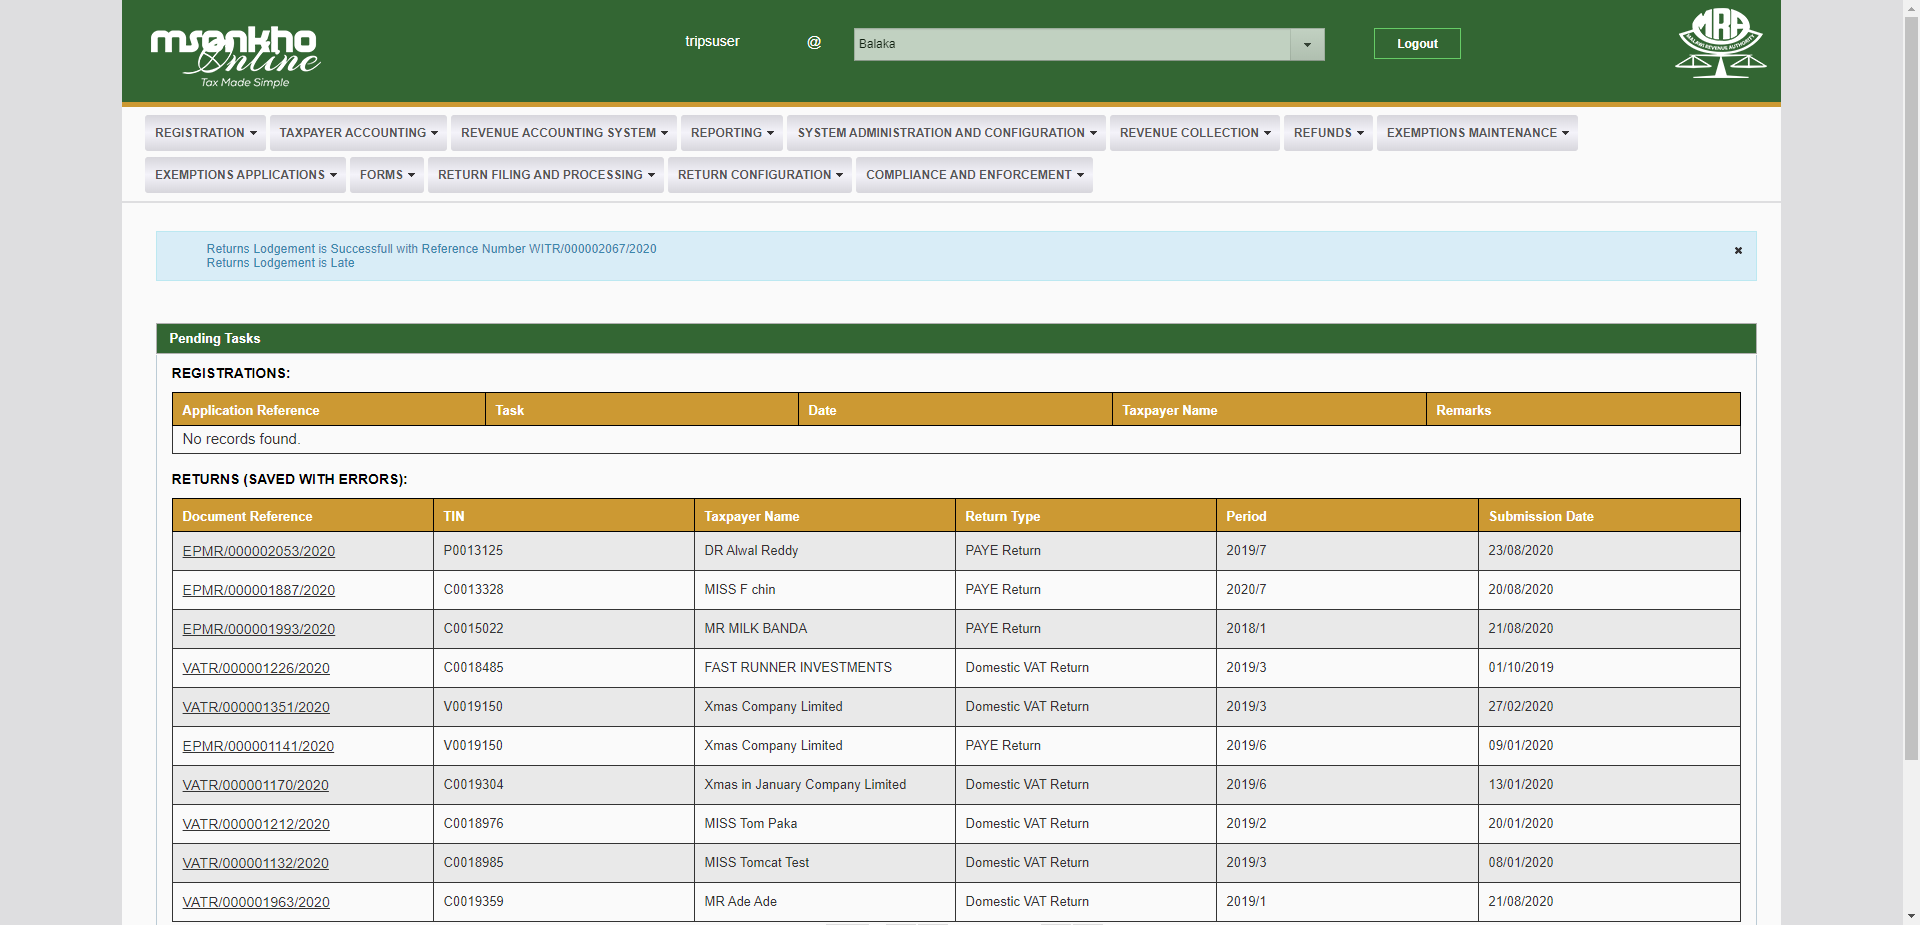 msonkho
Online
Tax Made Simple
tripsuser @ Balaka Logout
MRA
MALAWI REVENUE AUTHORITY
REGISTRATION TAXPAYER ACCOUNTING REVENUE ACCOUNTING SYSTEM REPORTING SYSTEM ADMINISTRATION AND CONFIGURATION REVENUE COLLECTION REFUNDS EXEMPTIONS MAINTENANCE
EXEMPTIONS APPLICATIONS FORMS RETURN FILING AND PROCESSING RETURN CONFIGURATION COMPLIANCE AND ENFORCEMENT
Returns Lodgement is Successfull with Reference Number WITR/000002067/2020
Returns Lodgement is Late
Pending Tasks
REGISTRATIONS:
Application Reference Task Date Taxpayer Name Remarks
No records found.
RETURNS (SAVED WITH ERRORS):
Document Reference TIN Taxpayer Name Return Type Period Submission Date
EPMR/000002053/2020 P0013125 DR Alwal Reddy PAYE Return 2019/7 23/08/2020
EPMR/000001887/2020 C0013328 MISS F chin PAYE Return 2020/7 20/08/2020
EPMR/000001993/2020 C0015022 MR MILK BANDA PAYE Return 2018/1 21/08/2020
VATR/000001226/2020 C0018485 FAST RUNNER INVESTMENTS Domestic VAT Return 2019/3 01/10/2019
VATR/000001351/2020 V0019150 Xmas Company Limited Domestic VAT Return 2019/3 27/02/2020
EPMR/000001141/2020 V0019150 Xmas Company Limited PAYE Return 2019/6 09/01/2020
VATR/000001170/2020 C0019304 Xmas in January Company Limited Domestic VAT Return 2019/6 13/01/2020
VATR/000001212/2020 C0018976 MISS Tom Paka Domestic VAT Return 2019/2 20/01/2020
VATR/000001132/2020 C0018985 MISS Tomcat Test Domestic VAT Return 2019/3 08/01/2020
VATR/000001963/2020 C0019359 MR Ade Ade Domestic VAT Return 2019/1 21/08/2020